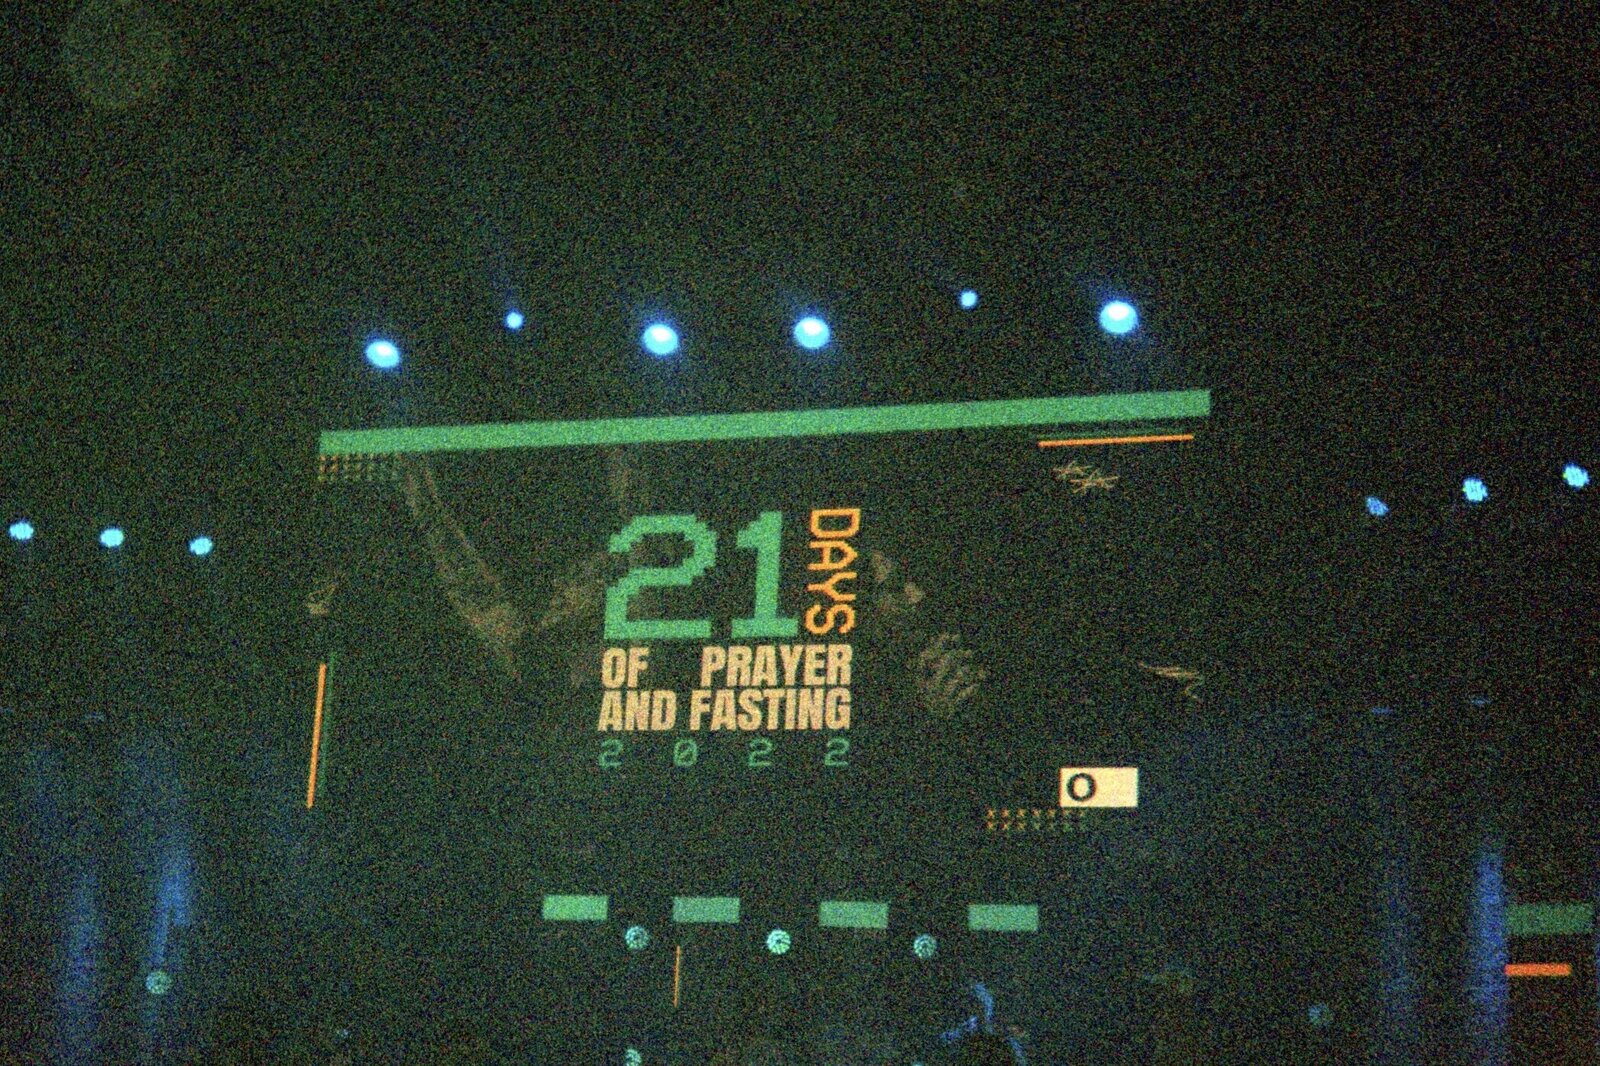 21 DAYS
OF PRAYER
AND FASTING
2022
O